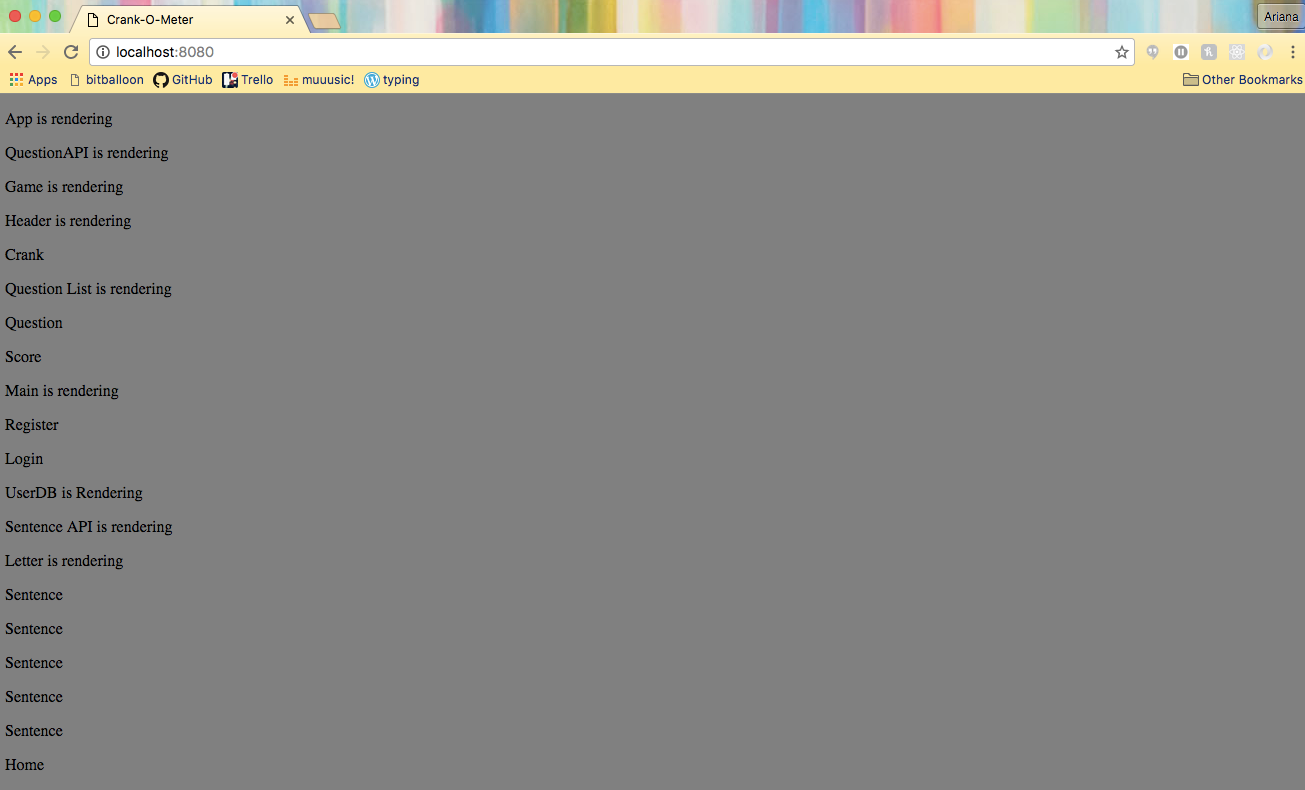 Crank-O-Meter
Ariana
localhost:8080
Apps bitballoon GitHub Trello muuusic! typing Other Bookmarks
App is rendering
QuestionAPI is rendering
Game is rendering
Header is rendering
Crank
Question List is rendering
Question
Score
Main is rendering
Register
Login
UserDB is Rendering
Sentence API is rendering
Letter is rendering
Sentence
Sentence
Sentence
Sentence
Sentence
Home